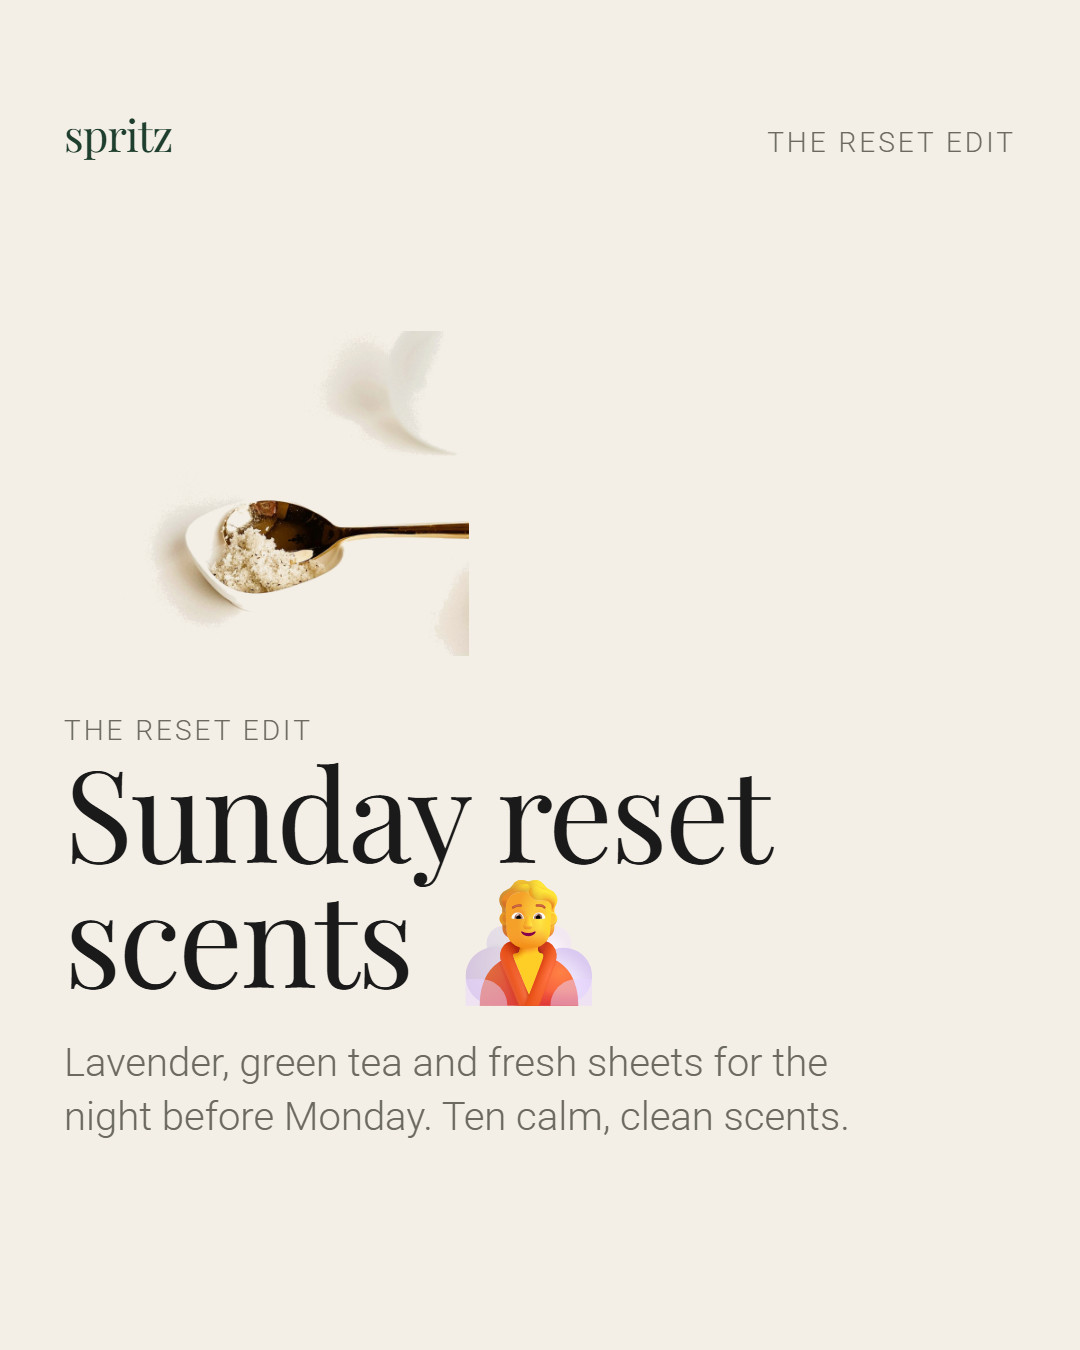 spritz
THE RESET EDIT
THE RESET EDIT
Sunday reset
scents
Lavender, green tea and fresh sheets for the
night before Monday. Ten calm, clean scents.